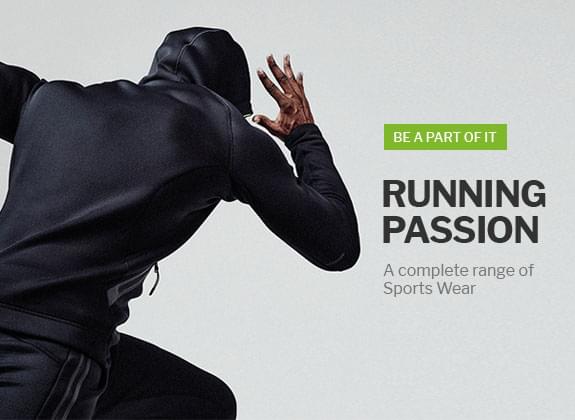 BE A PART OF IT
RUNNING
PASSION
A complete range of
Sports Wear